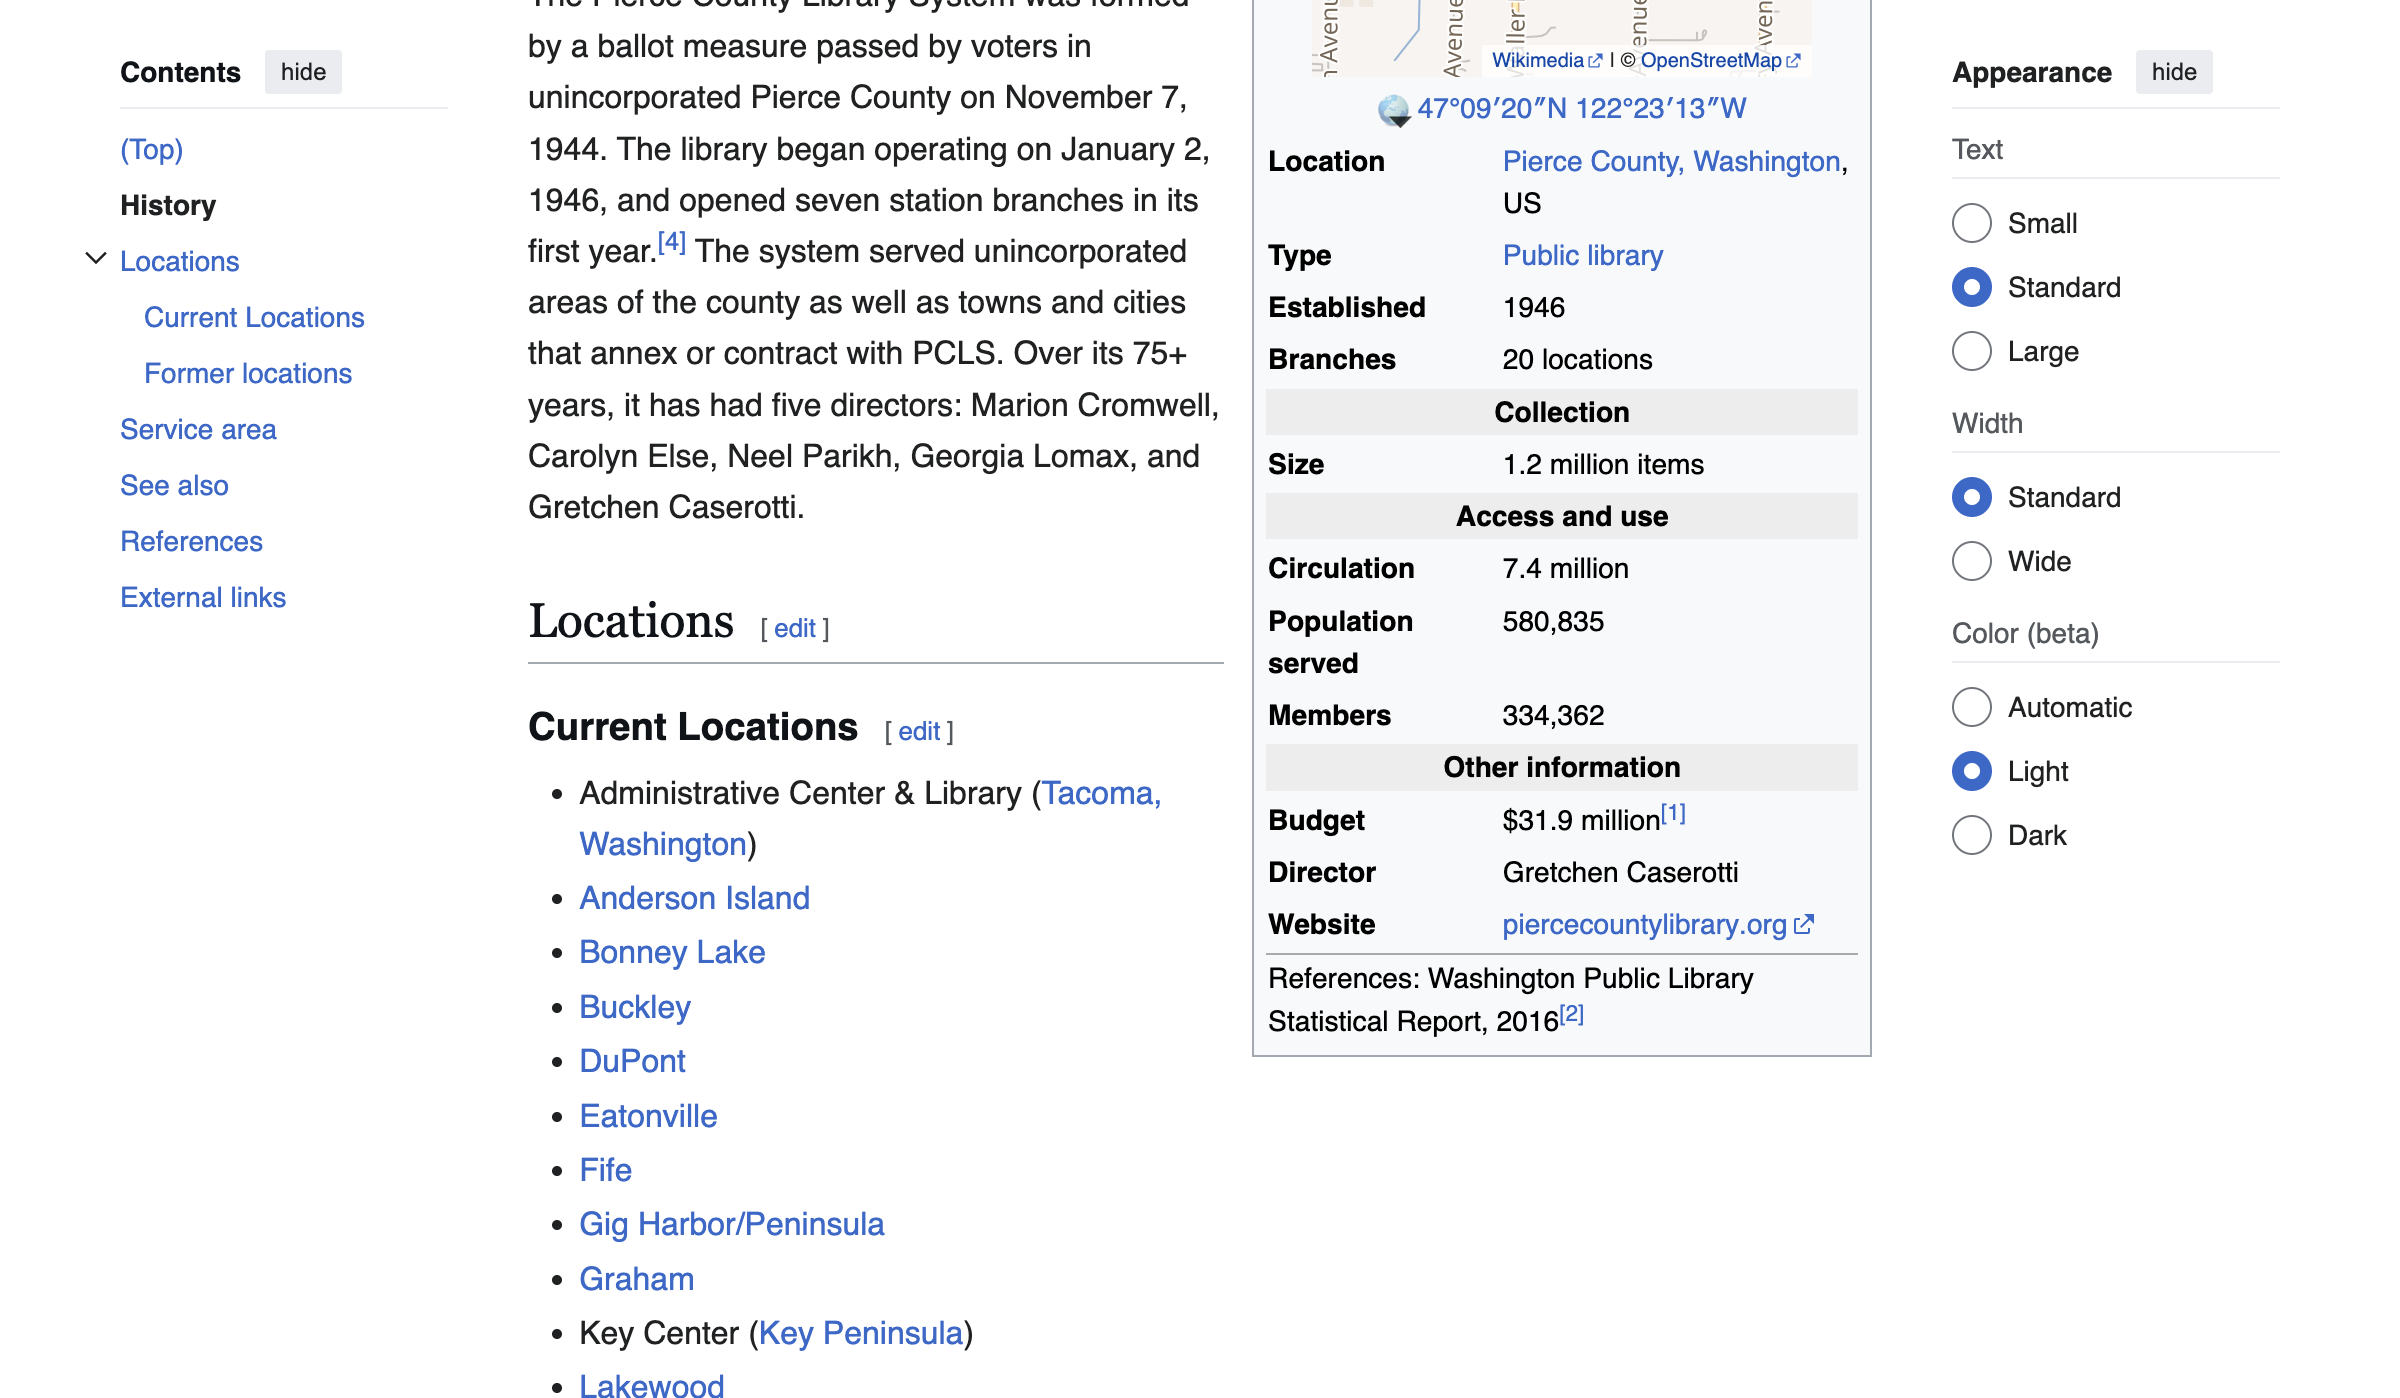 Contents hide
(Top)
History
Locations
Current Locations
Former locations
Service area
See also
References
External links
The Pierce County Library System was formed
by a ballot measure passed by voters in
unincorporated Pierce County on November 7,
1944. The library began operating on January 2,
1946, and opened seven station branches in its
first year.[4] The system served unincorporated
areas of the county as well as towns and cities
that annex or contract with PCLS. Over its 75+
years, it has had five directors: Marion Cromwell,
Carolyn Else, Neel Parikh, Georgia Lomax, and
Gretchen Caserotti.
Locations [ edit ]
Current Locations [ edit ]
• Administrative Center & Library (Tacoma,
Washington)
• Anderson Island
• Bonney Lake
• Buckley
• DuPont
• Eatonville
• Fife
• Gig Harbor/Peninsula
• Graham
• Key Center (Key Peninsula)
• Lakewood
Avenue
Wikimedia | © OpenStreetMap
47°09′20″N 122°23′13″W
Location Pierce County, Washington,
US
Type Public library
Established 1946
Branches 20 locations
Collection
Size 1.2 million items
Access and use
Circulation 7.4 million
Population 580,835
served
Members 334,362
Other information
Budget $31.9 million[1]
Director Gretchen Caserotti
Website piercecountylibrary.org
References: Washington Public Library
Statistical Report, 2016[2]
Appearance hide
Text
Small
Standard
Large
Width
Standard
Wide
Color (beta)
Automatic
Light
Dark